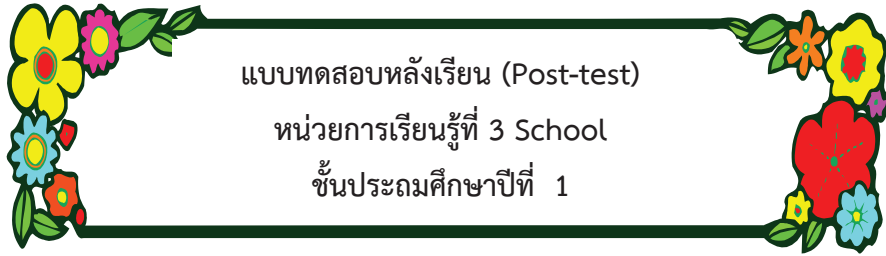 แบบทดสอบหลังเรียน (Post-test)
หน่วยการเรียนรู้ที่ 3 School
ชั้นประถมศึกษาปีที่ 1